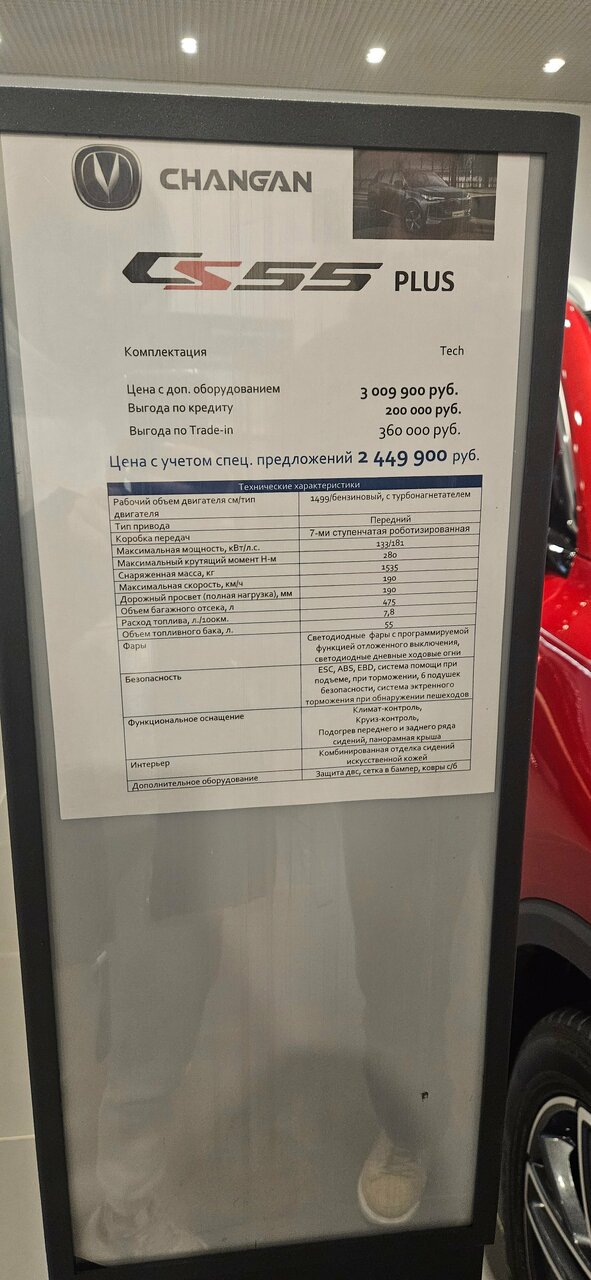 CHANGAN
CS55 PLUS
Комплектация Tech
Цена с доп. оборудованием 3 009 900 руб.
Выгода по кредиту 200 000 руб.
Выгода по Trade-in 360 000 руб.
Цена с учетом спец. предложений 2 449 900 руб.
Технические характеристики
Рабочий объем двигателя см/тип 1499/бензиновый, с турбонагнетателем
двигателя
Тип привода Передний
Коробка передач 7-ми ступенчатая роботизированная
Максимальная мощность, кВт/л.с. 133/181
Максимальный крутящий момент Н-м 280
Снаряженная масса, кг 1535
Максимальная скорость, км/ч 190
Дорожный просвет (полная нагрузка), мм 190
Объем багажного отсека, л 475
Расход топлива, л./100км. 7,8
Объем топливного бака, л. 55
Фары Светодиодные фары с программируемой
функцией отложенного выключения,
светодиодные дневные ходовые огни
Безопасность ESC, ABS, EBD, система помощи при
подъеме, при торможении, 6 подушек
безопасности, система эктренного
торможения при обнаружении пешеходов
Функциональное оснащение Климат-контроль,
Круиз-контроль,
Подогрев переднего и заднего ряда
сидений, панорамная крыша
Интерьер Комбинированная отделка сидений
искусственной кожей
Дополнительное оборудование Защита двс, сетка в бампер, ковры с/б